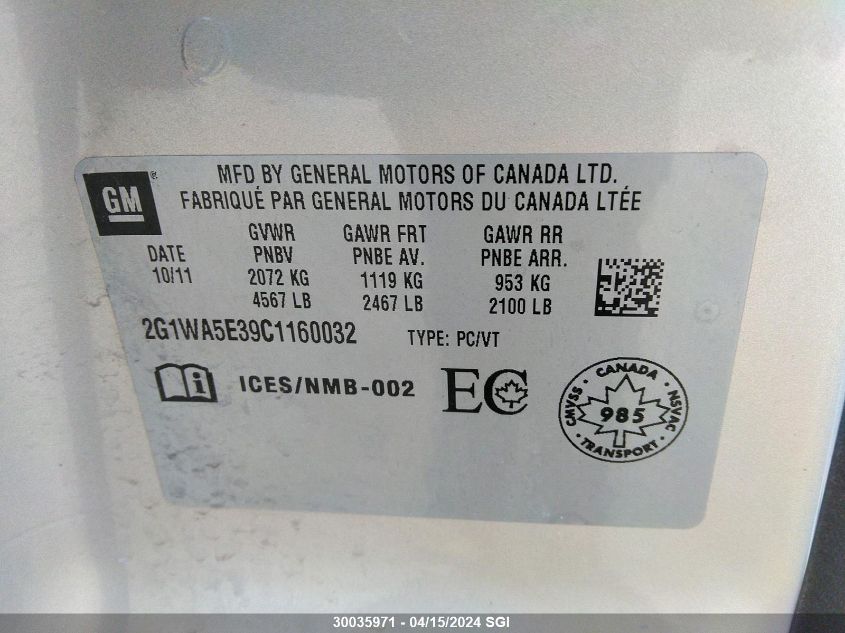 GM ®
MFD BY GENERAL MOTORS OF CANADA LTD.
FABRIQUÉ PAR GENERAL MOTORS DU CANADA LTÉE
GVWR GAWR FRT GAWR RR
DATE PNBV PNBE AV. PNBE ARR.
10/11 2072 KG 1119 KG 953 KG
4567 LB 2467 LB 2100 LB
2G1WA5E39C1160032 TYPE: PC/VT
i ICES/NMB-002 EC
CANADA
CMVSS 985 NSVAC
TRANSPORT
30035971 - 04/15/2024 SGI